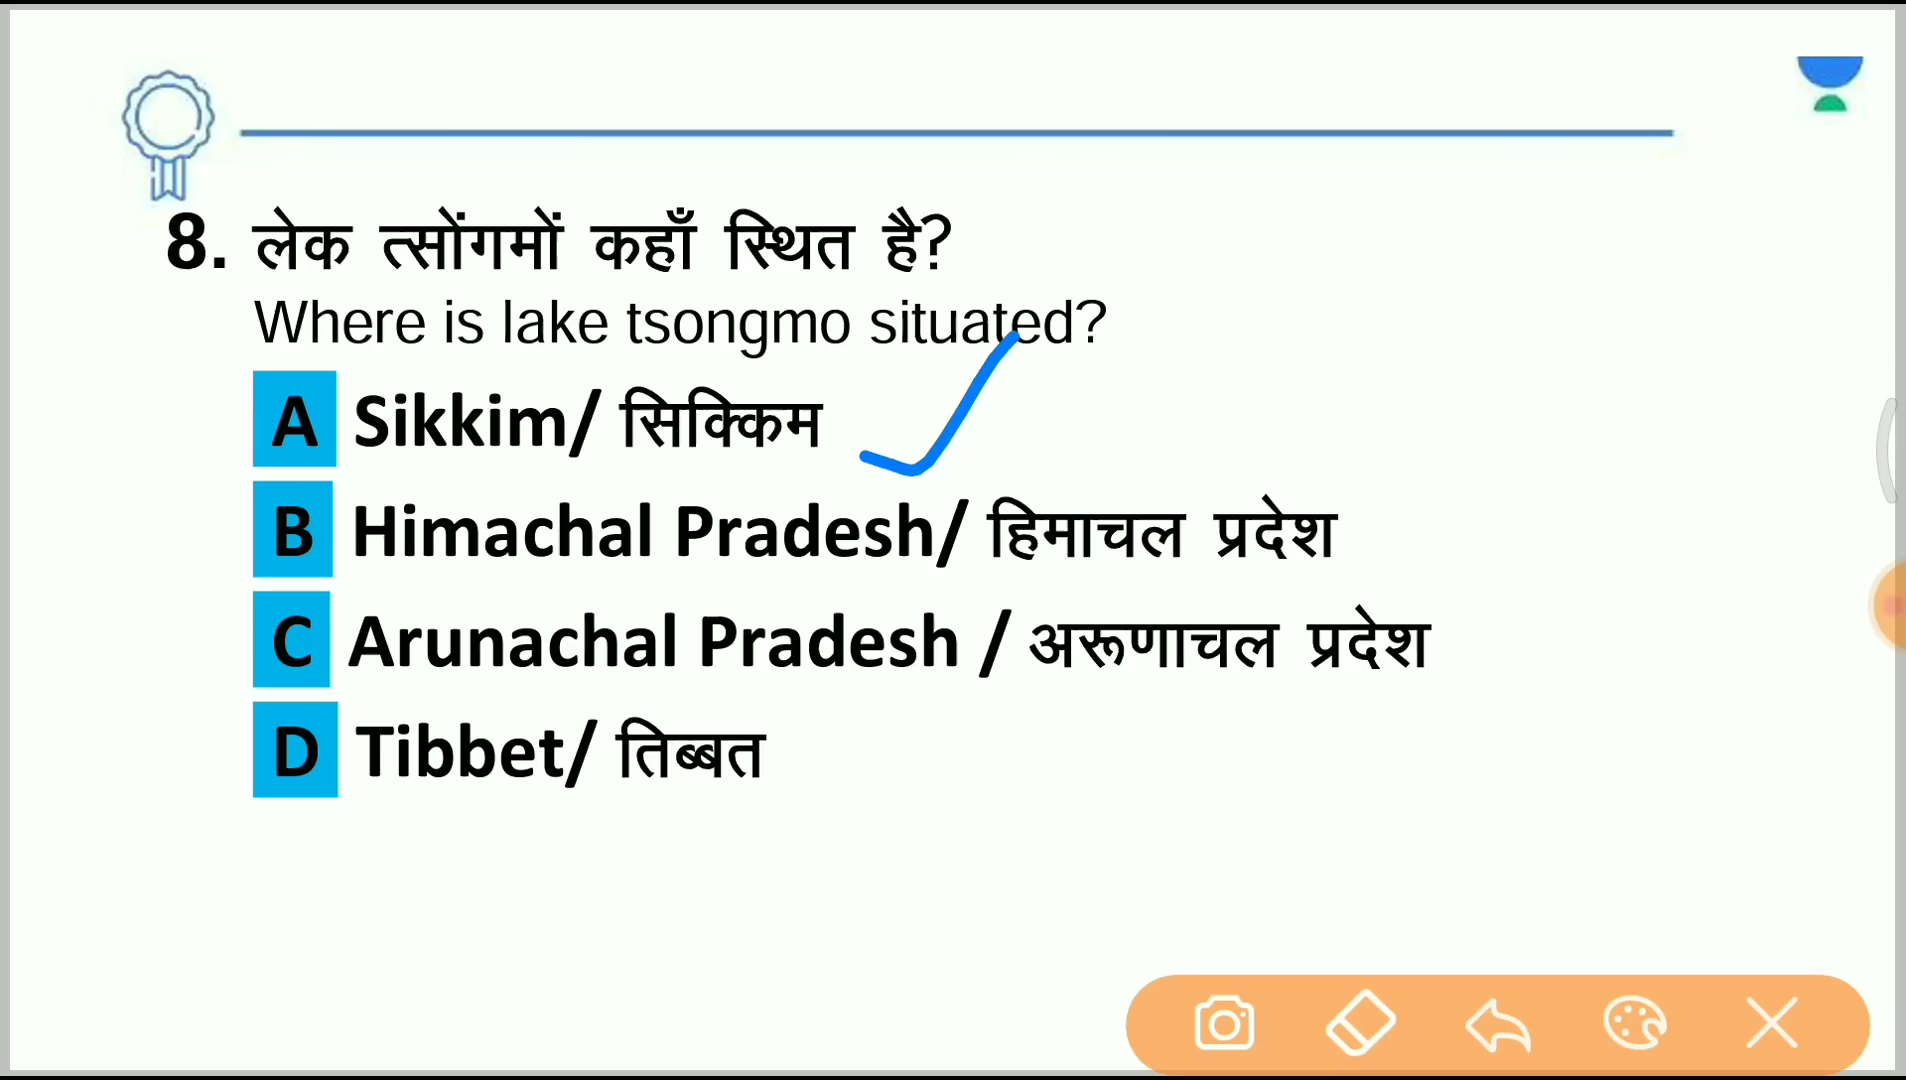 8. लेक त्सोंगमों कहाँ स्थित है?
Where is lake tsongmo situated?
A Sikkim/ सिक्किम
B Himachal Pradesh/ हिमाचल प्रदेश
C Arunachal Pradesh / अरूणाचल प्रदेश
D Tibbet/ तिब्बत